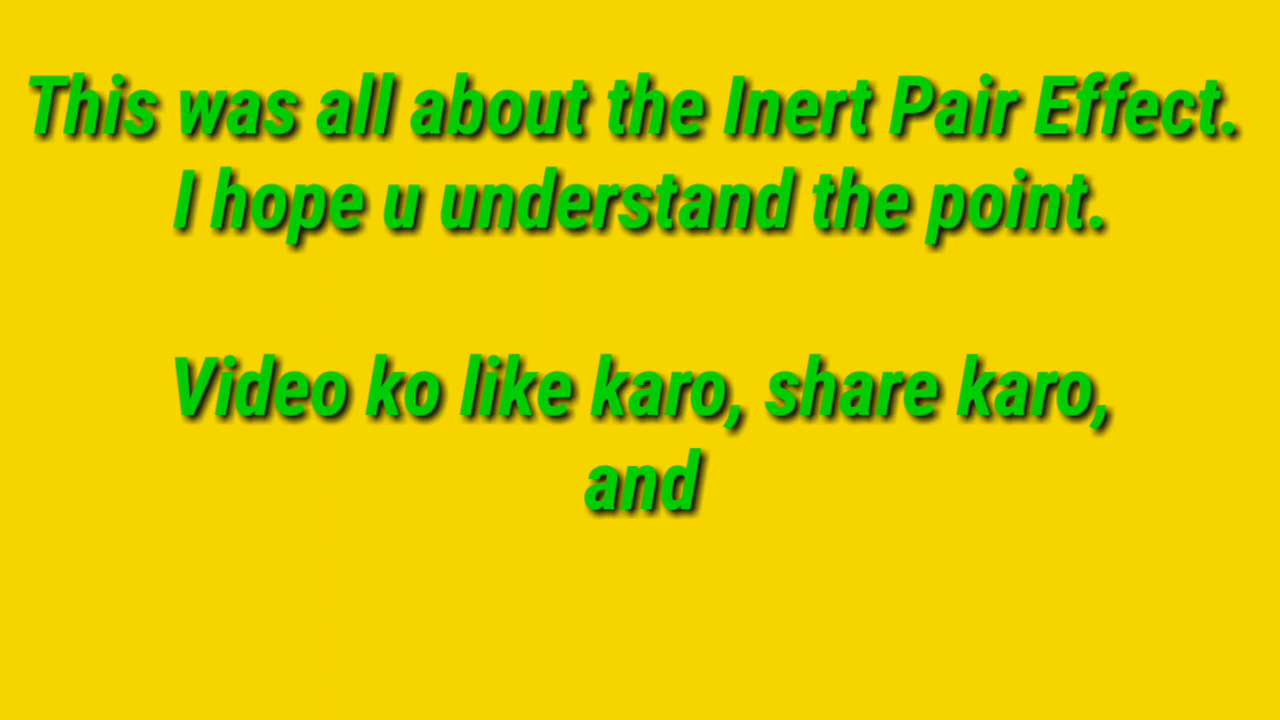 This was all about the Inert Pair Effect.
I hope u understand the point.
Video ko like karo, share karo,
and